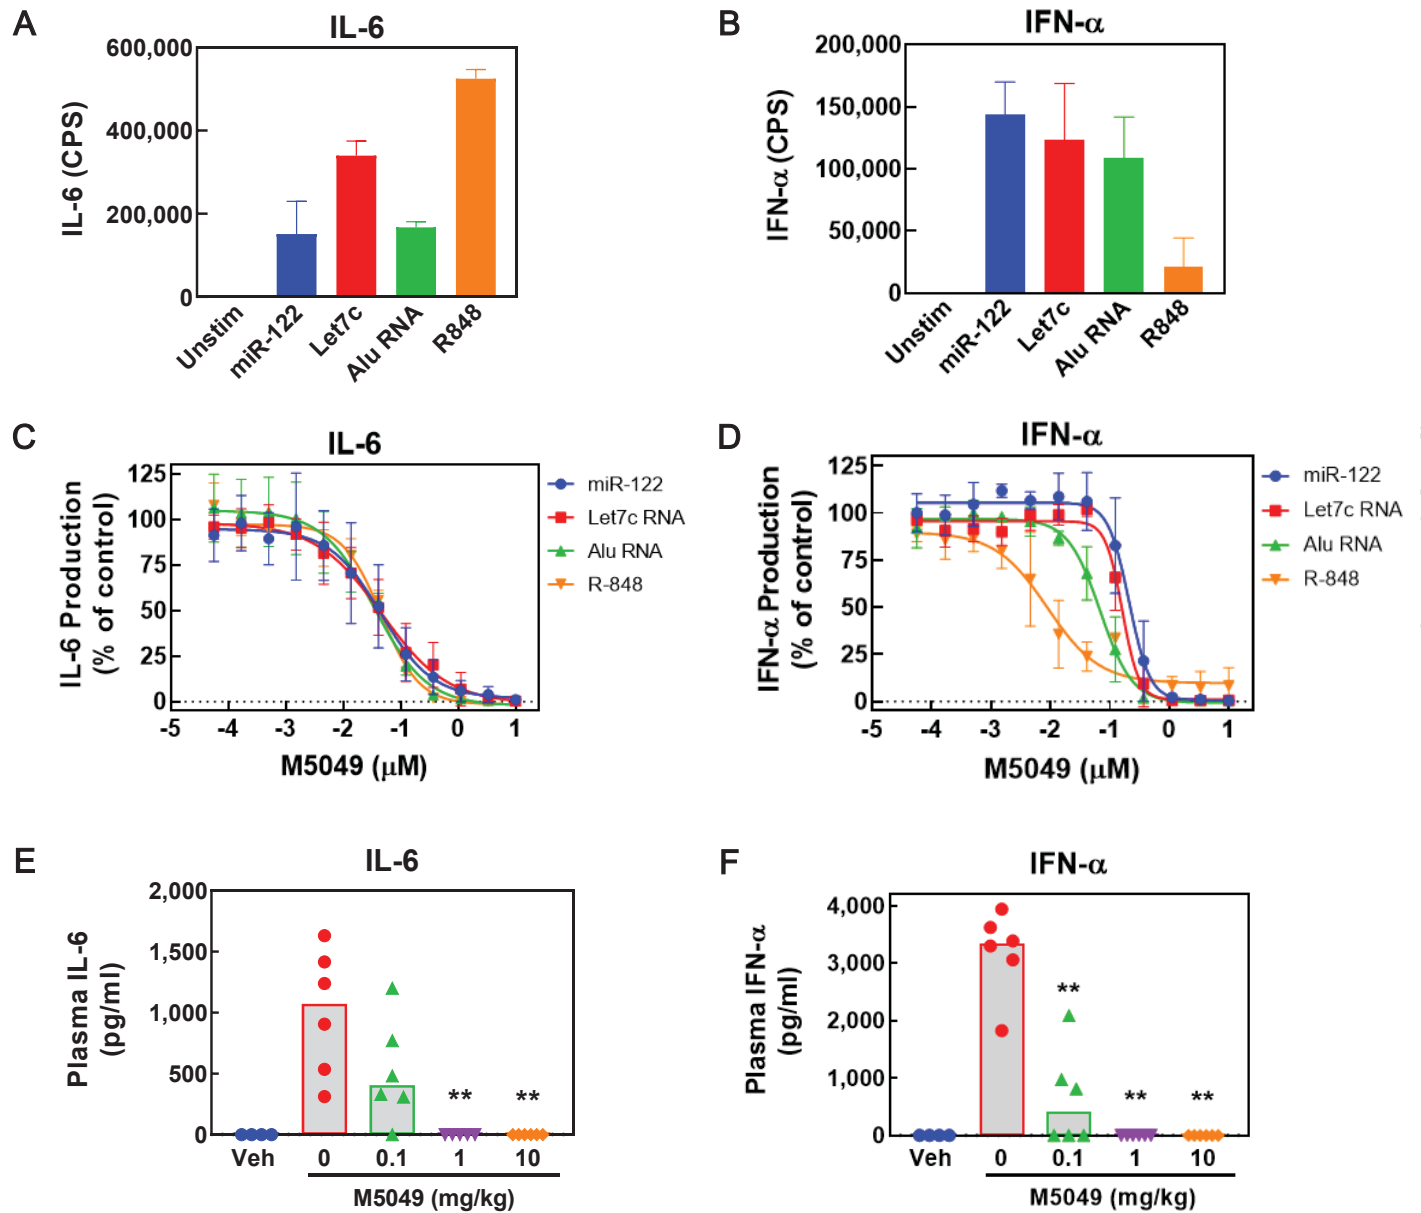 A
IL-6
IL-6 (CPS)
600,000
400,000
200,000
0
Unstim
miR-122
Let7c
Alu RNA
R848
B
IFN-α
IFN-α (CPS)
200,000
150,000
100,000
50,000
0
Unstim
miR-122
Let7c
Alu RNA
R848
C
IL-6
IL-6 Production
(% of control)
125
100
75
50
25
0
-5 -4 -3 -2 -1 0 1
M5049 (μM)
miR-122
Let7c RNA
Alu RNA
R-848
D
IFN-α
IFN-α Production
(% of control)
125
100
75
50
25
0
-5 -4 -3 -2 -1 0 1
M5049 (μM)
miR-122
Let7c RNA
Alu RNA
R-848
E
IL-6
Plasma IL-6
(pg/ml)
2,000
1,500
1,000
500
0
** **
Veh 0 0.1 1 10
M5049 (mg/kg)
F
IFN-α
Plasma IFN-α
(pg/ml)
4,000
3,000
2,000
1,000
0
**
** **
Veh 0 0.1 1 10
M5049 (mg/kg)